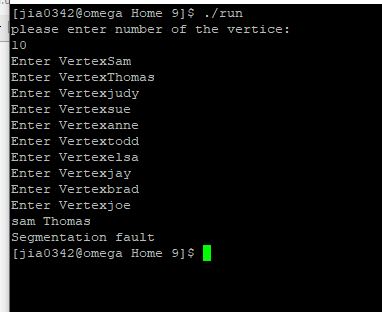 [jia0342@omega Home 9]$ ./run
please enter number of the vertice:
10
Enter VertexSam
Enter VertexThomas
Enter Vertexjudy
Enter Vertexsue
Enter Vertexanne
Enter Vertextodd
Enter Vertexelsa
Enter Vertexjay
Enter Vertexbrad
Enter Vertexjoe
sam Thomas
Segmentation fault
[jia0342@omega Home 9]$